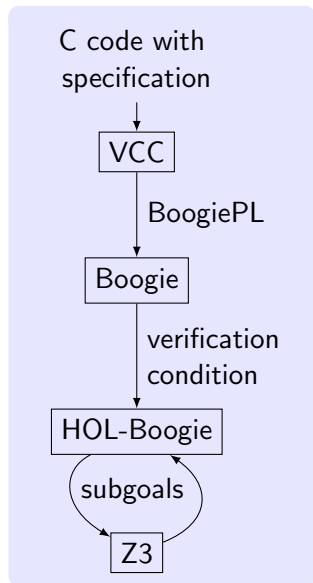 C code with
specification
VCC
BoogiePL
Boogie
verification
condition
HOL-Boogie
subgoals
Z3